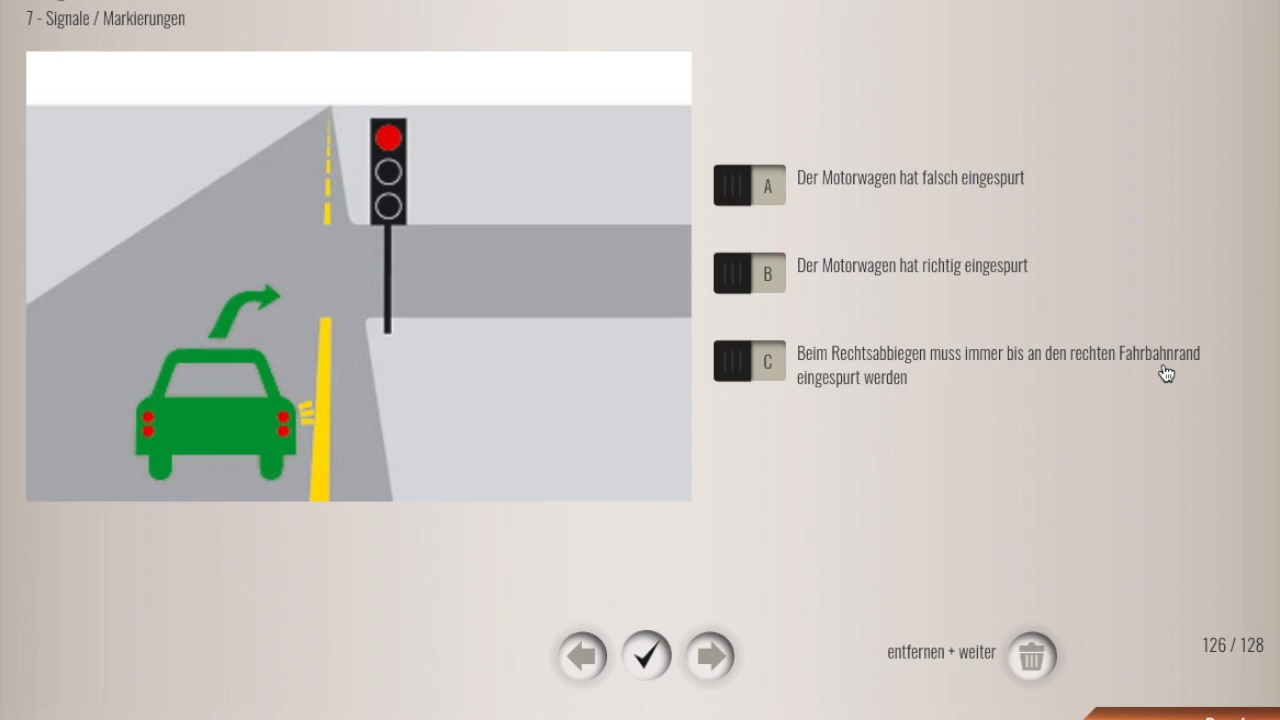 7 - Signale / Markierungen
A Der Motorwagen hat falsch eingespurt
B Der Motorwagen hat richtig eingespurt
C Beim Rechtsabbiegen muss immer bis an den rechten Fahrbahnrand
eingespurt werden
entfernen + weiter
126 / 128